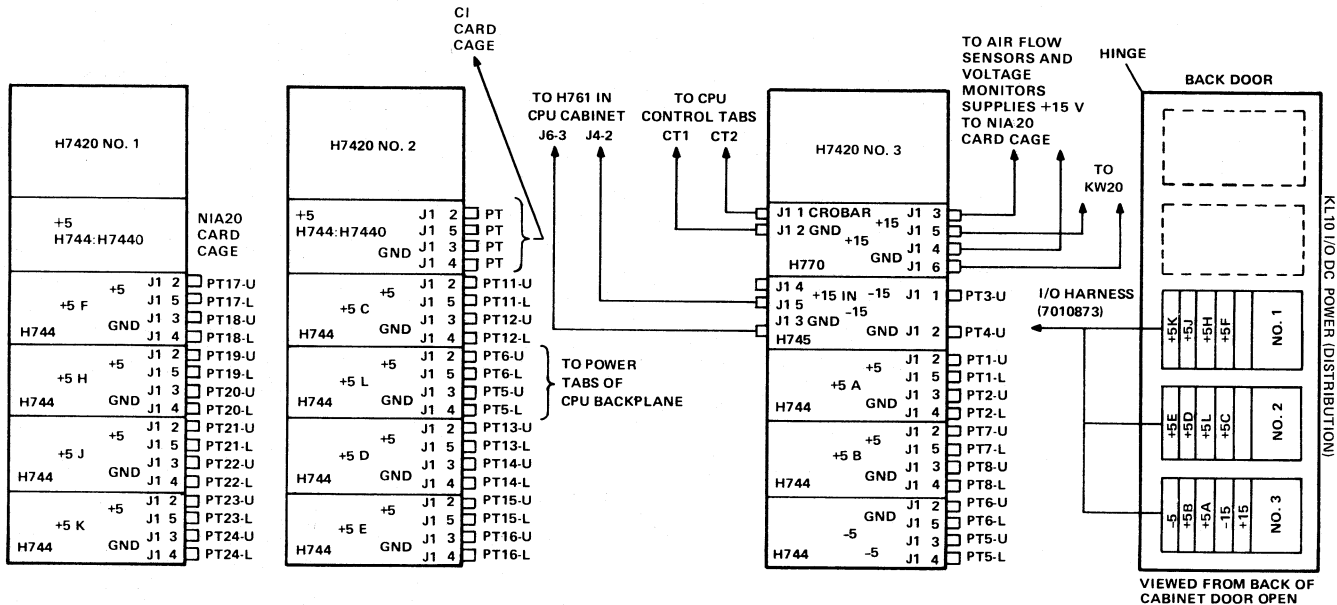 H7420 NO. 1
+5
H744:H7440
NIA20
CARD
CAGE
+5
+5 F
GND
H744
J1 2 PT17-U
J1 5 PT17-L
J1 3 PT18-U
J1 4 PT18-L
+5
+5 H
GND
H744
J1 2 PT19-U
J1 5 PT19-L
J1 3 PT20-U
J1 4 PT20-L
+5
+5 J
GND
H744
J1 2 PT21-U
J1 5 PT21-L
J1 3 PT22-U
J1 4 PT22-L
+5
+5 K
GND
H744
J1 2 PT23-U
J1 5 PT23-L
J1 3 PT24-U
J1 4 PT24-L
CI
CARD
CAGE
H7420 NO. 2
+5
H744:H7440
GND
J1 2 PT
J1 5 PT
J1 3 PT
J1 4 PT
+5
+5 C
GND
H744
J1 2 PT11-U
J1 5 PT11-L
J1 3 PT12-U
J1 4 PT12-L
+5
+5 L
GND
H744
J1 2 PT6-U
J1 5 PT6-L
J1 3 PT5-U
J1 4 PT5-L
TO POWER
TABS OF
CPU BACKPLANE
+5
+5 D
GND
H744
J1 2 PT13-U
J1 5 PT13-L
J1 3 PT14-U
J1 4 PT14-L
+5
+5 E
GND
H744
J1 2 PT15-U
J1 5 PT15-L
J1 3 PT16-U
J1 4 PT16-L
TO H761 IN
CPU CABINET
J6-3 J4-2
TO CPU
CONTROL TABS
CT1 CT2
H7420 NO. 3
TO AIR FLOW
SENSORS AND
VOLTAGE
MONITORS
SUPPLIES +15 V
TO NIA20
CARD CAGE
TO
KW20
J1 1 CROBAR
J1 2 GND
+15
+15
GND
H770
J1 3
J1 5
J1 4
J1 6
J1 4
J1 5
+15 IN
-15
-15
J1 3 GND
GND
H745
J1 1 PT3-U
J1 2 PT4-U
+5
+5 A
GND
H744
J1 2 PT1-U
J1 5 PT1-L
J1 3 PT2-U
J1 4 PT2-L
+5
+5 B
GND
H744
J1 2 PT7-U
J1 5 PT7-L
J1 3 PT8-U
J1 4 PT8-L
GND
-5
-5
H744
J1 2 PT6-U
J1 5 PT6-L
J1 3 PT5-U
J1 4 PT5-L
HINGE
BACK DOOR
I/O HARNESS
(7010873)
+5K
+5J
+5H
+5F
NO. 1
+5E
+5D
+5L
+5C
NO. 2
-5
+5B
+5A
-15
+15
NO. 3
VIEWED FROM BACK OF
CABINET DOOR OPEN
KL10 I/O DC POWER (DISTRIBUTION)